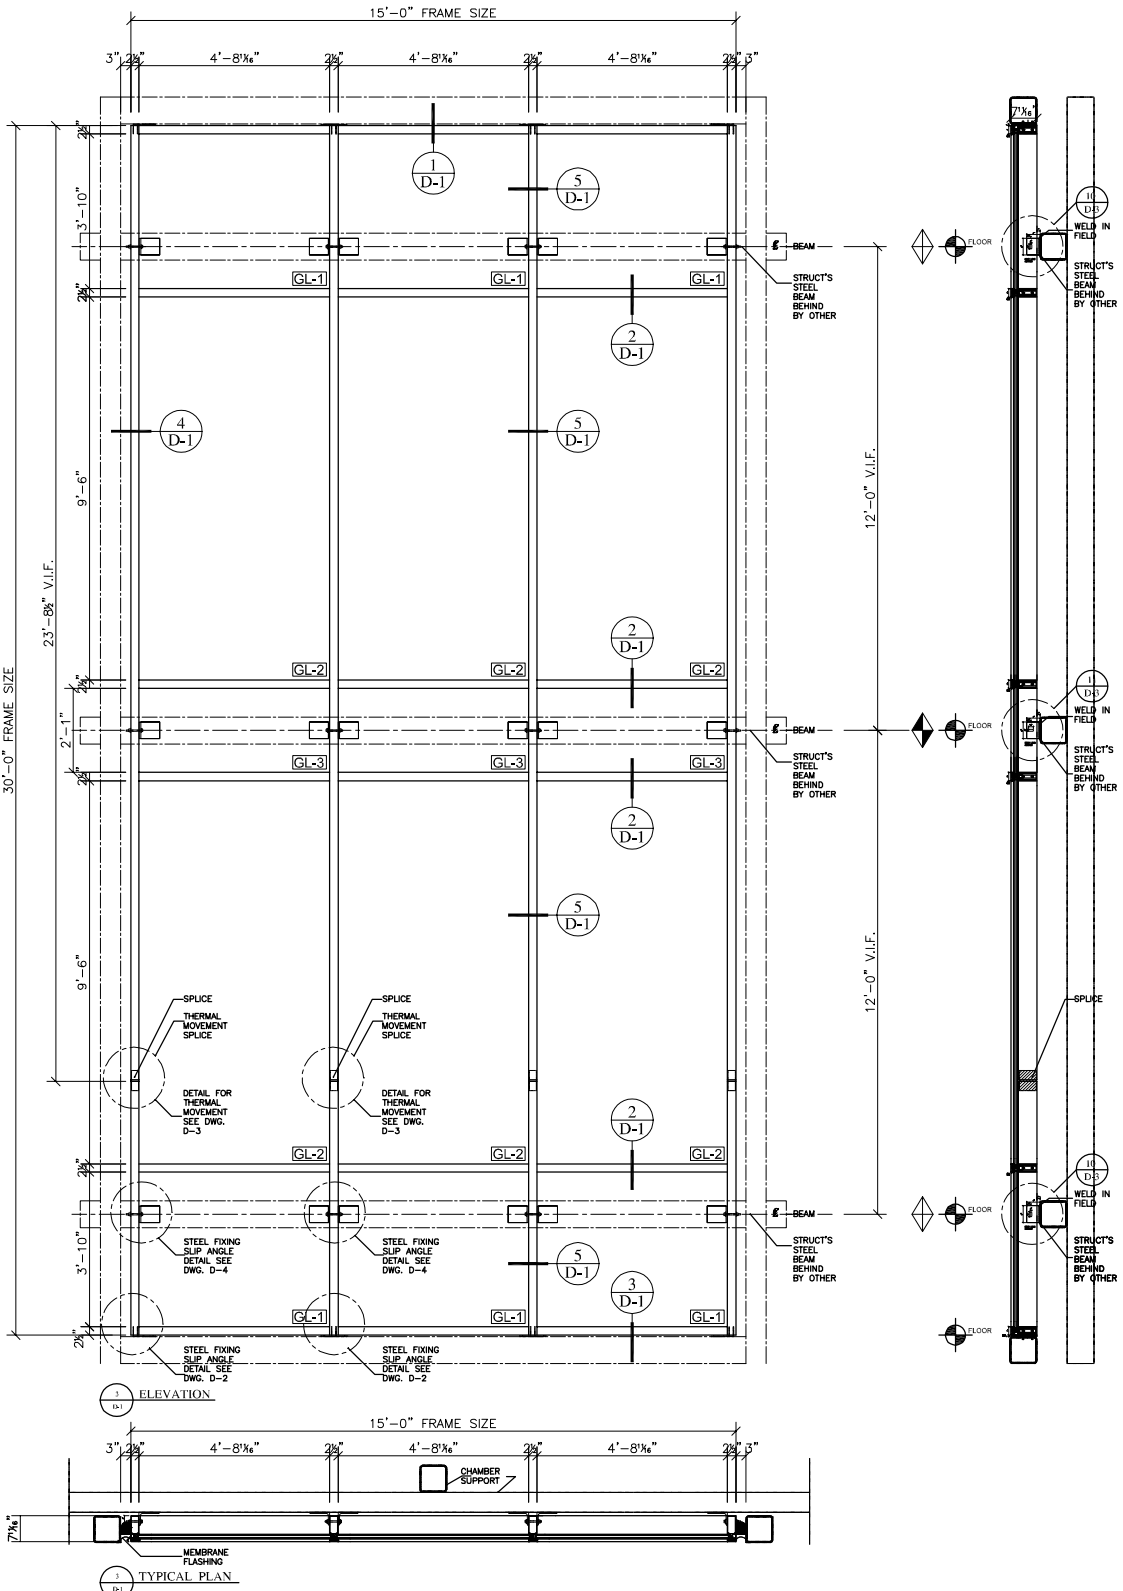 15'-0" FRAME SIZE
3" 2½" 4'-8¹¹⁄₁₆" 2½" 4'-8¹¹⁄₁₆" 2½" 4'-8¹¹⁄₁₆" 2½" 3"
7¹¹⁄₁₆"
2½"
1
D-1
5
D-1
10
D-3
3'-10"
WELD IN
FIELD
BEAM
FLOOR
STRUCT'S
STEEL
BEAM
BEHIND
BY OTHER
STRUCT'S
STEEL
BEAM
BEHIND
BY OTHER
GL-1 GL-1 GL-1
2½"
2
D-1
4
D-1
5
D-1
9'-6"
12'-0" V.I.F.
23'-8½" V.I.F.
30'-0" FRAME SIZE
2
D-1
GL-2 GL-2 GL-2
2½"
D-3
WELD IN
FIELD
2'-1"
BEAM
FLOOR
STRUCT'S
STEEL
BEAM
BEHIND
BY OTHER
STRUCT'S
STEEL
BEAM
BEHIND
BY OTHER
GL-3 GL-3 GL-3
2½"
2
D-1
5
D-1
9'-6"
12'-0" V.I.F.
SPLICE
THERMAL
MOVEMENT
SPLICE
SPLICE
THERMAL
MOVEMENT
SPLICE
SPLICE
DETAIL FOR
THERMAL
MOVEMENT
SEE DWG.
D-3
DETAIL FOR
THERMAL
MOVEMENT
SEE DWG.
D-3
2
D-1
GL-2 GL-2 GL-2
2½"
10
D-3
WELD IN
FIELD
BEAM
FLOOR
STEEL FIXING
SLIP ANGLE
DETAIL SEE
DWG. D-4
STEEL FIXING
SLIP ANGLE
DETAIL SEE
DWG. D-4
STRUCT'S
STEEL
BEAM
BEHIND
BY OTHER
STRUCT'S
STEEL
BEAM
BEHIND
BY OTHER
3'-10"
5
D-1
3
D-1
GL-1 GL-1 GL-1
2½"
FLOOR
STEEL FIXING
SLIP ANGLE
DETAIL SEE
DWG. D-2
STEEL FIXING
SLIP ANGLE
DETAIL SEE
DWG. D-2
3
D-1
ELEVATION
15'-0" FRAME SIZE
3" 2½" 4'-8¹¹⁄₁₆" 2½" 4'-8¹¹⁄₁₆" 2½" 4'-8¹¹⁄₁₆" 2½" 3"
CHAMBER
SUPPORT
7¹¹⁄₁₆"
MEMBRANE
FLASHING
3
D-1
TYPICAL PLAN